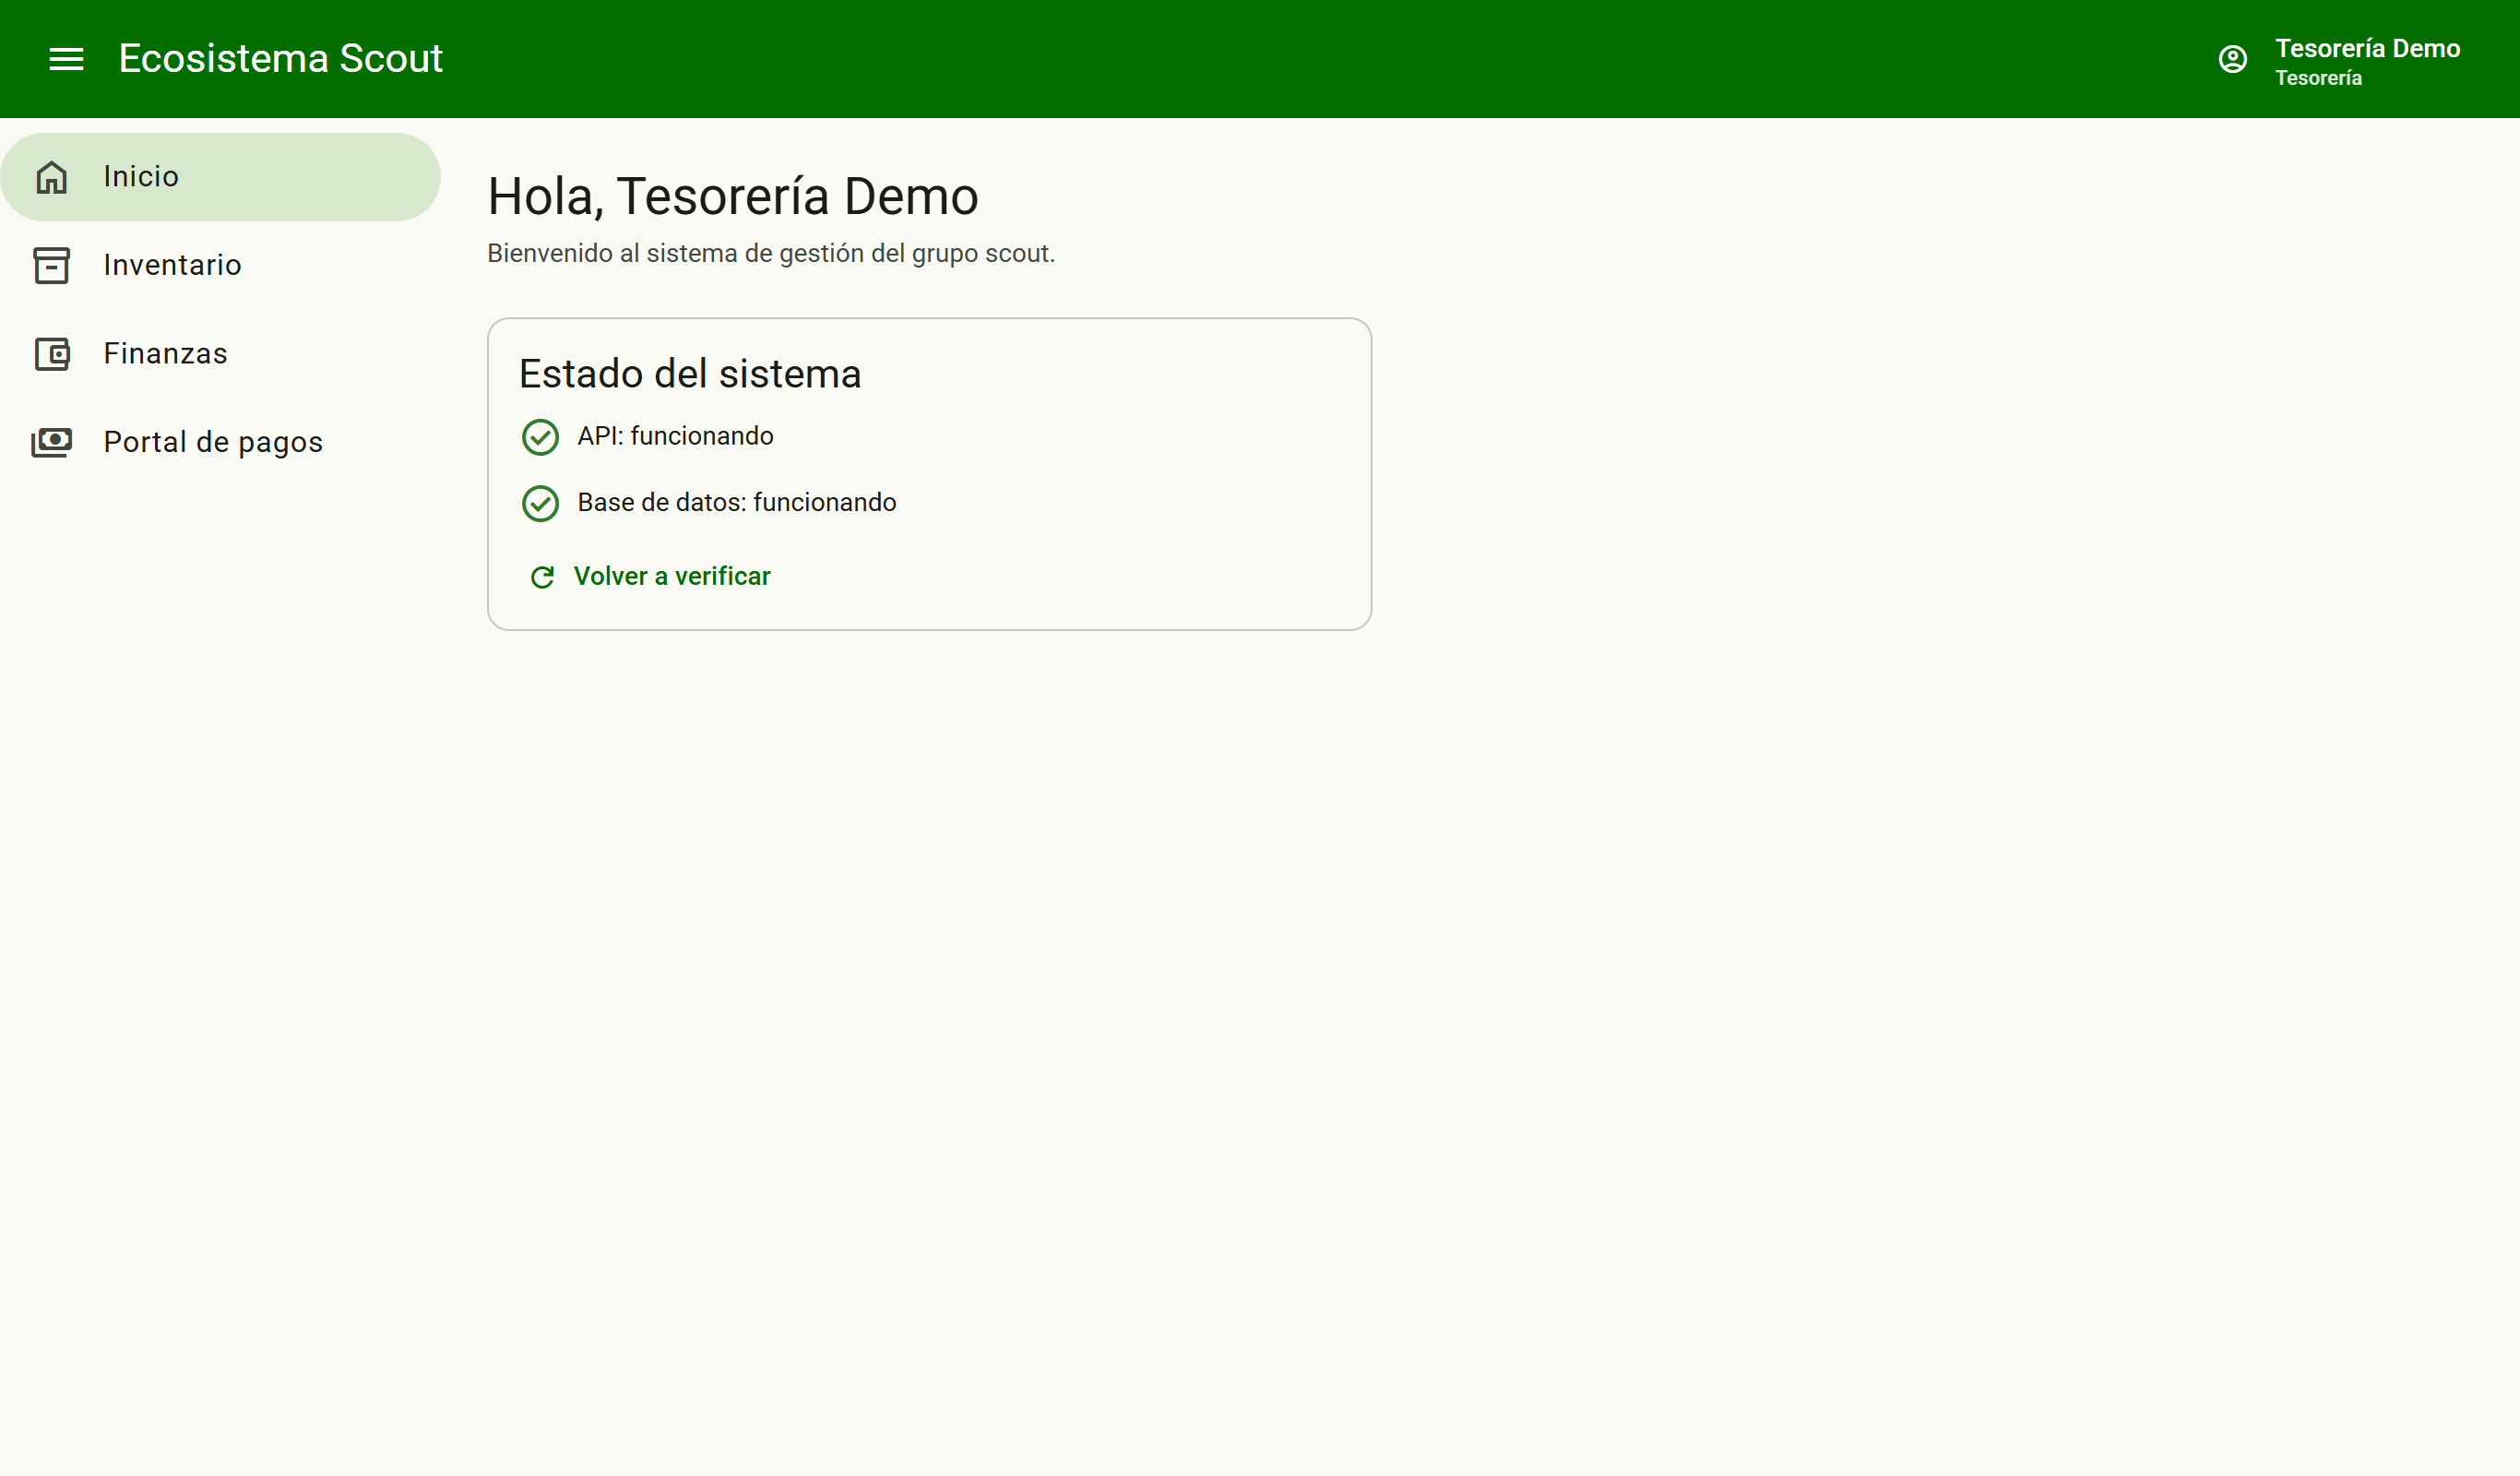 Ecosistema Scout
Tesorería Demo
Tesorería
Inicio
Inventario
Finanzas
Portal de pagos
Hola, Tesorería Demo
Bienvenido al sistema de gestión del grupo scout.
Estado del sistema
API: funcionando
Base de datos: funcionando
Volver a verificar